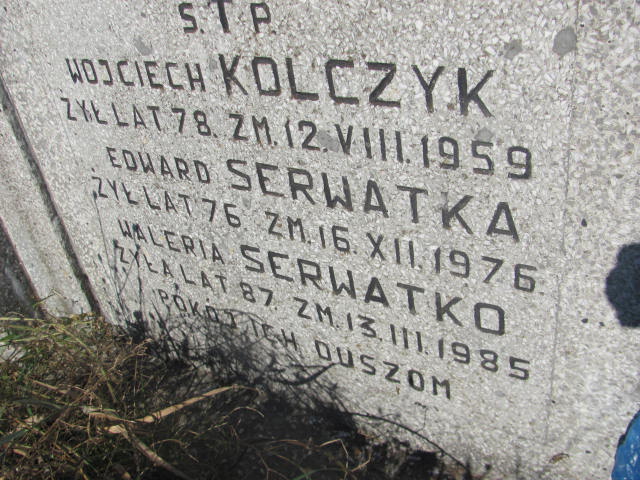 Ś.T.P.
WOJCIĘCH KOLCZYK
ŻYŁ LAT 78. ZM. 12. VIII. 1959
EDWARD SERWATKA
ŻYŁ LAT 76. ZM. 16. XII. 1976.
WALERIA SERWATKO
ŻYŁA LAT 87. ZM. 13. III. 1985
POKÓJ ICH DUSZOM